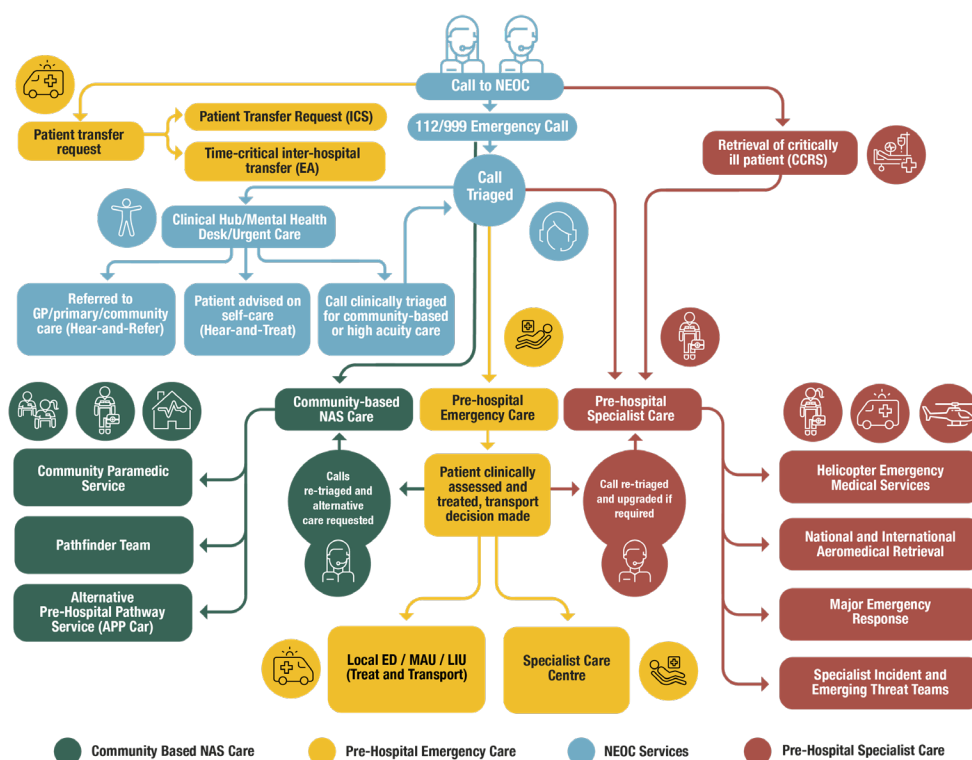 Call to NEOC
112/999 Emergency Call
Patient Transfer Request (ICS)
Patient transfer
request
Time-critical inter-hospital
transfer (EA)
Retrieval of critically
ill patient (CCRS)
Call
Triaged
Clinical Hub/Mental Health
Desk/Urgent Care
Referred to
GP/primary/community
care (Hear-and-Refer)
Patient advised on
self-care
(Hear-and-Treat)
Call clinically triaged
for community-based
or high acuity care
Community-based
NAS Care
Pre-hospital
Emergency Care
Pre-hospital
Specialist Care
Community Paramedic
Service
Pathfinder Team
Alternative
Pre-Hospital Pathway
Service (APP Car)
Calls
re-triaged and
alternative
care requested
Patient clinically
assessed and
treated, transport
decision made
Call re-triaged
and upgraded if
required
Helicopter Emergency
Medical Services
National and International
Aeromedical Retrieval
Major Emergency
Response
Specialist Incident and
Emerging Threat Teams
Local ED / MAU / LIU
(Treat and Transport)
Specialist Care
Centre
Community Based NAS Care
Pre-Hospital Emergency Care
NEOC Services
Pre-Hospital Specialist Care